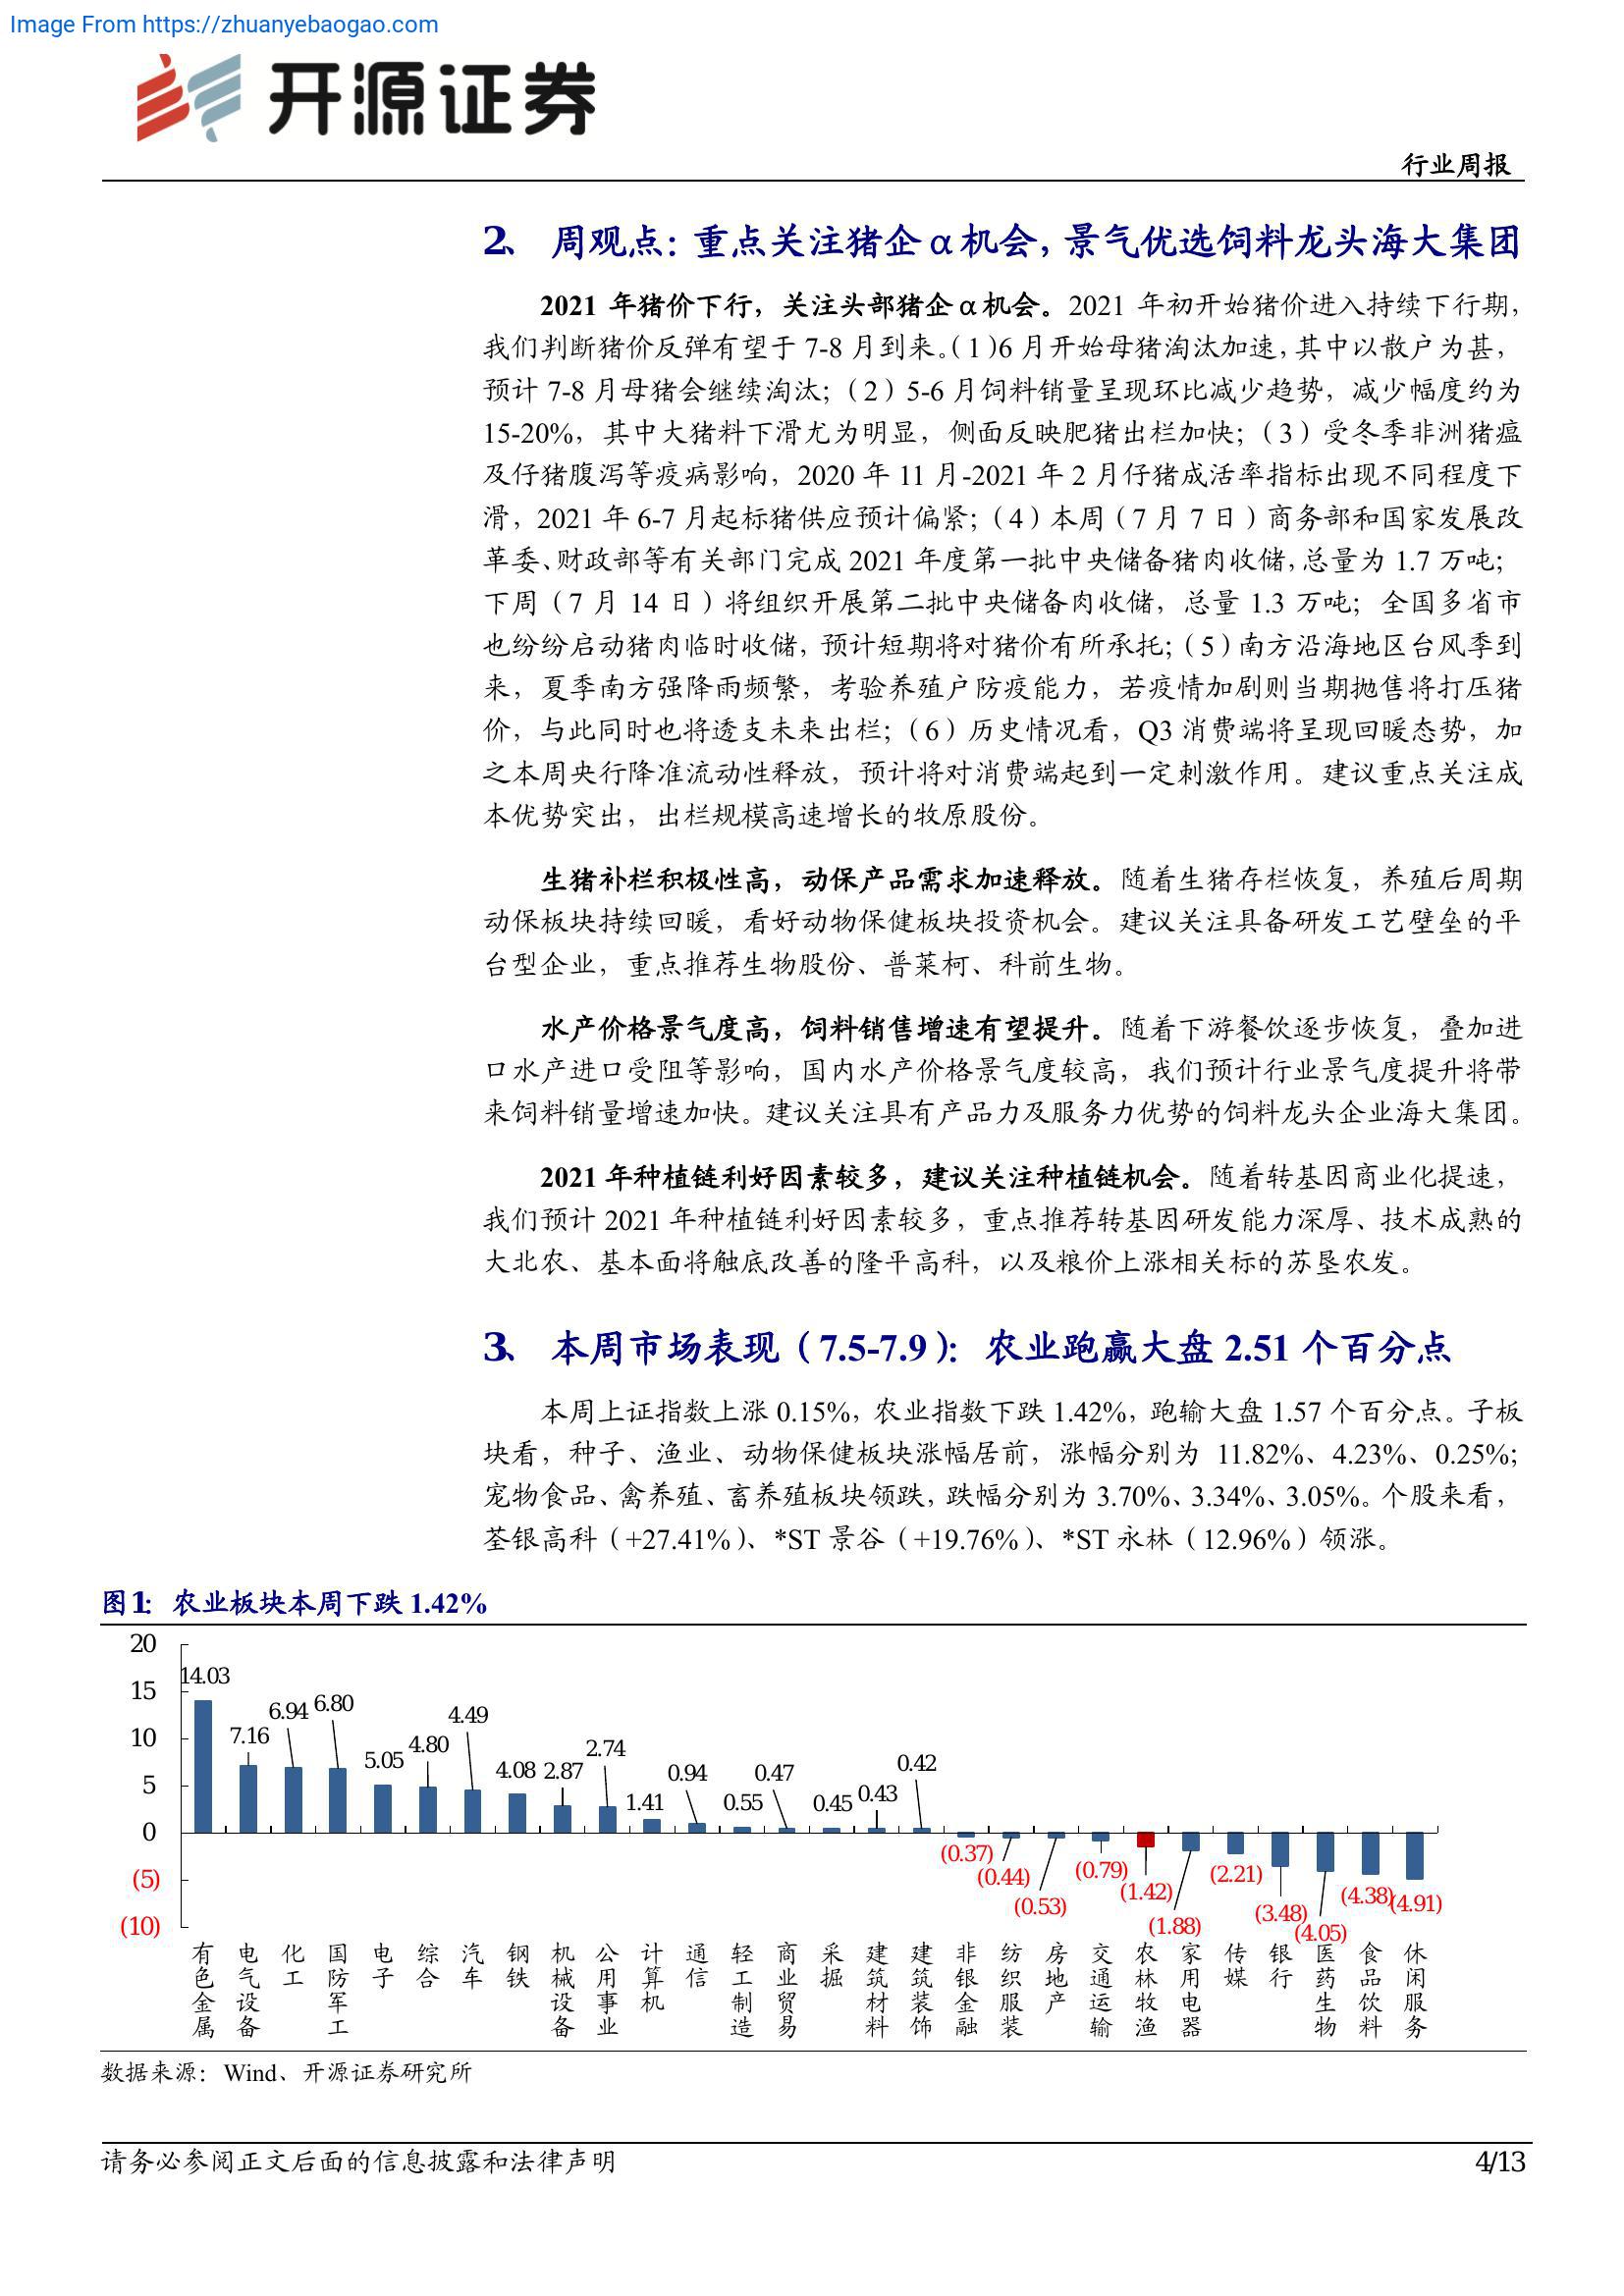 Image From https://zhuanyebaogao.com
开源证券
行业周报
2、 周观点：重点关注猪企α机会，景气优选饲料龙头海大集团
2021 年猪价下行，关注头部猪企α机会。2021 年初开始猪价进入持续下行期，
我们判断猪价反弹有望于 7-8 月到来。（1）6 月开始母猪淘汰加速，其中以散户为甚，
预计 7-8 月母猪会继续淘汰；（2）5-6 月饲料销量呈现环比减少趋势，减少幅度约为
15-20%，其中大猪料下滑尤为明显，侧面反映肥猪出栏加快；（3）受冬季非洲猪瘟
及仔猪腹泻等疫病影响，2020 年 11 月-2021 年 2 月仔猪成活率指标出现不同程度下
滑，2021 年 6-7 月起标猪供应预计偏紧；（4）本周（7 月 7 日）商务部和国家发展改
革委、财政部等有关部门完成 2021 年度第一批中央储备猪肉收储，总量为 1.7 万吨；
下周（7 月 14 日）将组织开展第二批中央储备肉收储，总量 1.3 万吨；全国多省市
也纷纷启动猪肉临时收储，预计短期将对猪价有所承托；（5）南方沿海地区台风季到
来，夏季南方强降雨频繁，考验养殖户防疫能力，若疫情加剧则当期抛售将打压猪
价，与此同时也将透支未来出栏；（6）历史情况看，Q3 消费端将呈现回暖态势，加
之本周央行降准流动性释放，预计将对消费端起到一定刺激作用。建议重点关注成
本优势突出，出栏规模高速增长的牧原股份。
生猪补栏积极性高，动保产品需求加速释放。随着生猪存栏恢复，养殖后周期
动保板块持续回暖，看好动物保健板块投资机会。建议关注具备研发工艺壁垒的平
台型企业，重点推荐生物股份、普莱柯、科前生物。
水产价格景气度高，饲料销售增速有望提升。随着下游餐饮逐步恢复，叠加进
口水产进口受阻等影响，国内水产价格景气度较高，我们预计行业景气度提升将带
来饲料销量增速加快。建议关注具有产品力及服务力优势的饲料龙头企业海大集团。
2021 年种植链利好因素较多，建议关注种植链机会。随着转基因商业化提速，
我们预计 2021 年种植链利好因素较多，重点推荐转基因研发能力深厚、技术成熟的
大北农、基本面将触底改善的隆平高科，以及粮价上涨相关标的苏垦农发。
3、 本周市场表现（7.5-7.9）：农业跑赢大盘 2.51 个百分点
本周上证指数上涨 0.15%，农业指数下跌 1.42%，跑输大盘 1.57 个百分点。子板
块看，种子、渔业、动物保健板块涨幅居前，涨幅分别为 11.82%、4.23%、0.25%；
宠物食品、禽养殖、畜养殖板块领跌，跌幅分别为 3.70%、3.34%、3.05%。个股来看，
荃银高科（+27.41%）、*ST 景谷（+19.76%）、*ST 永林（12.96%）领涨。
图1： 农业板块本周下跌 1.42%
20
15
10
5
0
(5)
(10)
14.03 7.16 6.94 6.80 5.05 4.80 4.49 4.08 2.87 2.74 1.41 0.94 0.55 0.47 0.45 0.43 0.42 (0.37) (0.44) (0.53) (0.79) (1.42) (1.88) (2.21) (3.48) (4.05) (4.38) (4.91)
有色金属 电气设备 化工 国防军工 电子 综合 汽车 钢铁 机械设备 公用事业 计算机 通信 轻工制造 商业贸易 采掘 建筑材料 建筑装饰 非银金融 纺织服装 房地产 交通运输 农林牧渔 家用电器 传媒 银行 医药生物 食品饮料 休闲服务
数据来源：Wind、开源证券研究所
请务必参阅正文后面的信息披露和法律声明
4/13